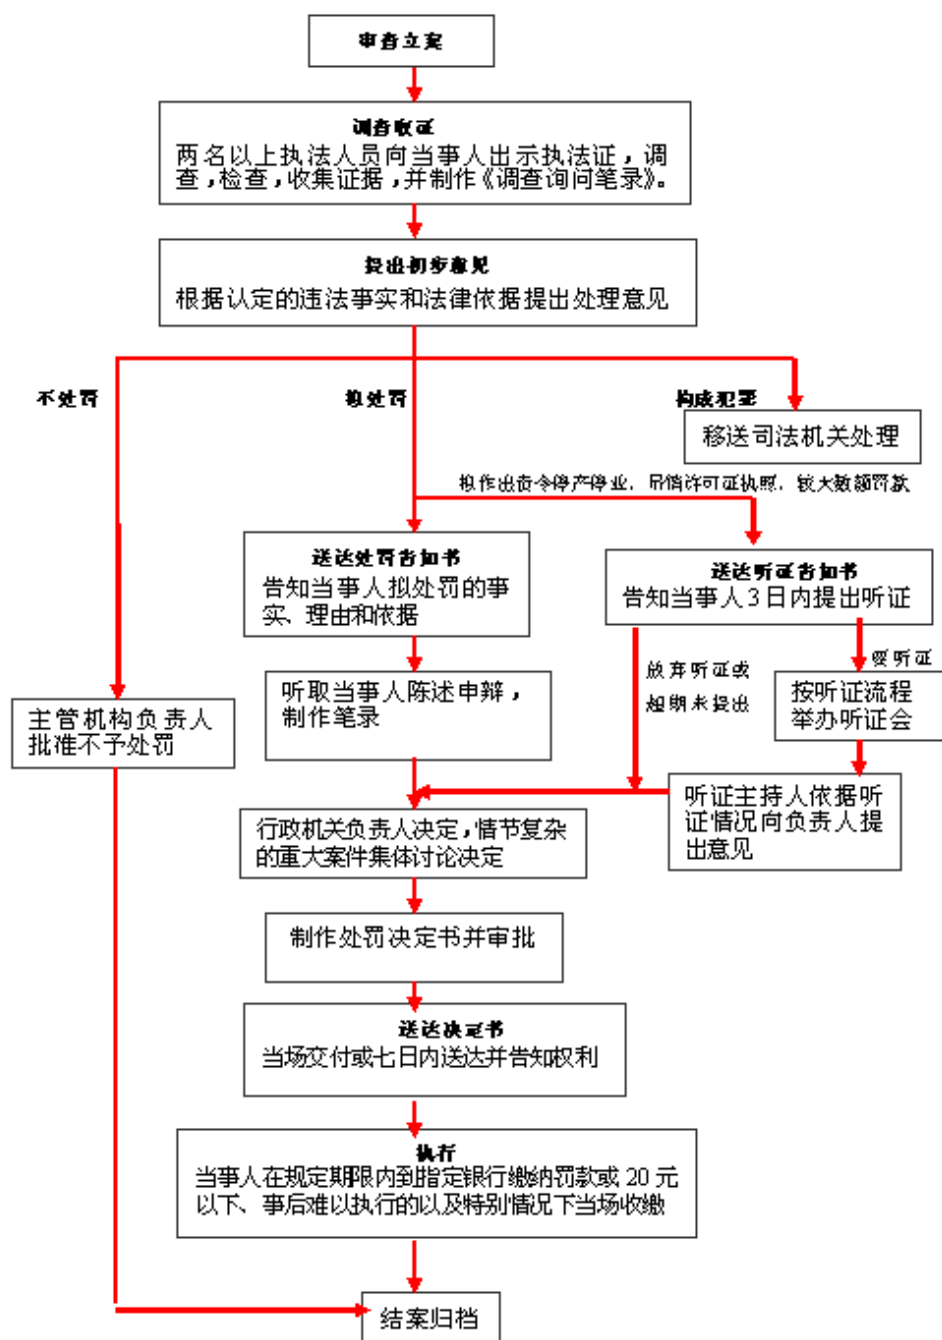 审查立案
调查取证
两名以上执法人员向当事人出示执法证，调
查，检查，收集证据，并制作《调查询问笔录》。
提出初步意见
根据认定的违法事实和法律依据提出处理意见
不处罚
拟处罚
构成犯罪
移送司法机关处理
拟作出责令停产停业、吊销许可证执照、较大数额罚款
送达处罚告知书
告知当事人拟处罚的事
实、理由和依据
送达听证告知书
告知当事人3日内提出听证
要听证
放弃听证或
超期未提出
听取当事人陈述申辩，
制作笔录
按听证流程
举办听证会
主管机构负责人
批准不予处罚
听证主持人依据听
证情况向负责人提
出意见
行政机关负责人决定，情节复杂
的重大案件集体讨论决定
制作处罚决定书并审批
送达决定书
当场交付或七日内送达并告知权利
执行
当事人在规定期限内到指定银行缴纳罚款或 20 元
以下、事后难以执行的以及特别情况下当场收缴
结案归档